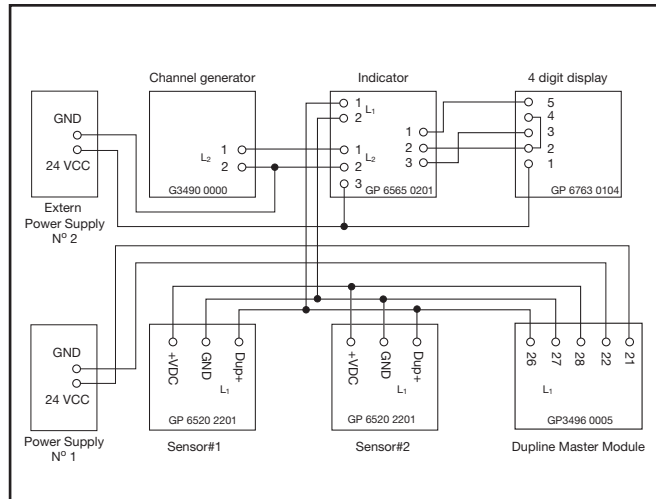 Channel generator
Indicator
4 digit display
GND
24 VCC
Extern
Power Supply
Nº 2
L₂
1
2
G3490 0000
1
2
L₁
1
2
3
L₂
1
2
3
GP 6565 0201
5
4
3
2
1
GP 6763 0104
GND
24 VCC
Power Supply
Nº 1
+VDC
GND
Dup+
L₁
GP 6520 2201
Sensor#1
+VDC
GND
Dup+
L₁
GP 6520 2201
Sensor#2
26
27
28
22
21
L₁
GP3496 0005
Dupline Master Module